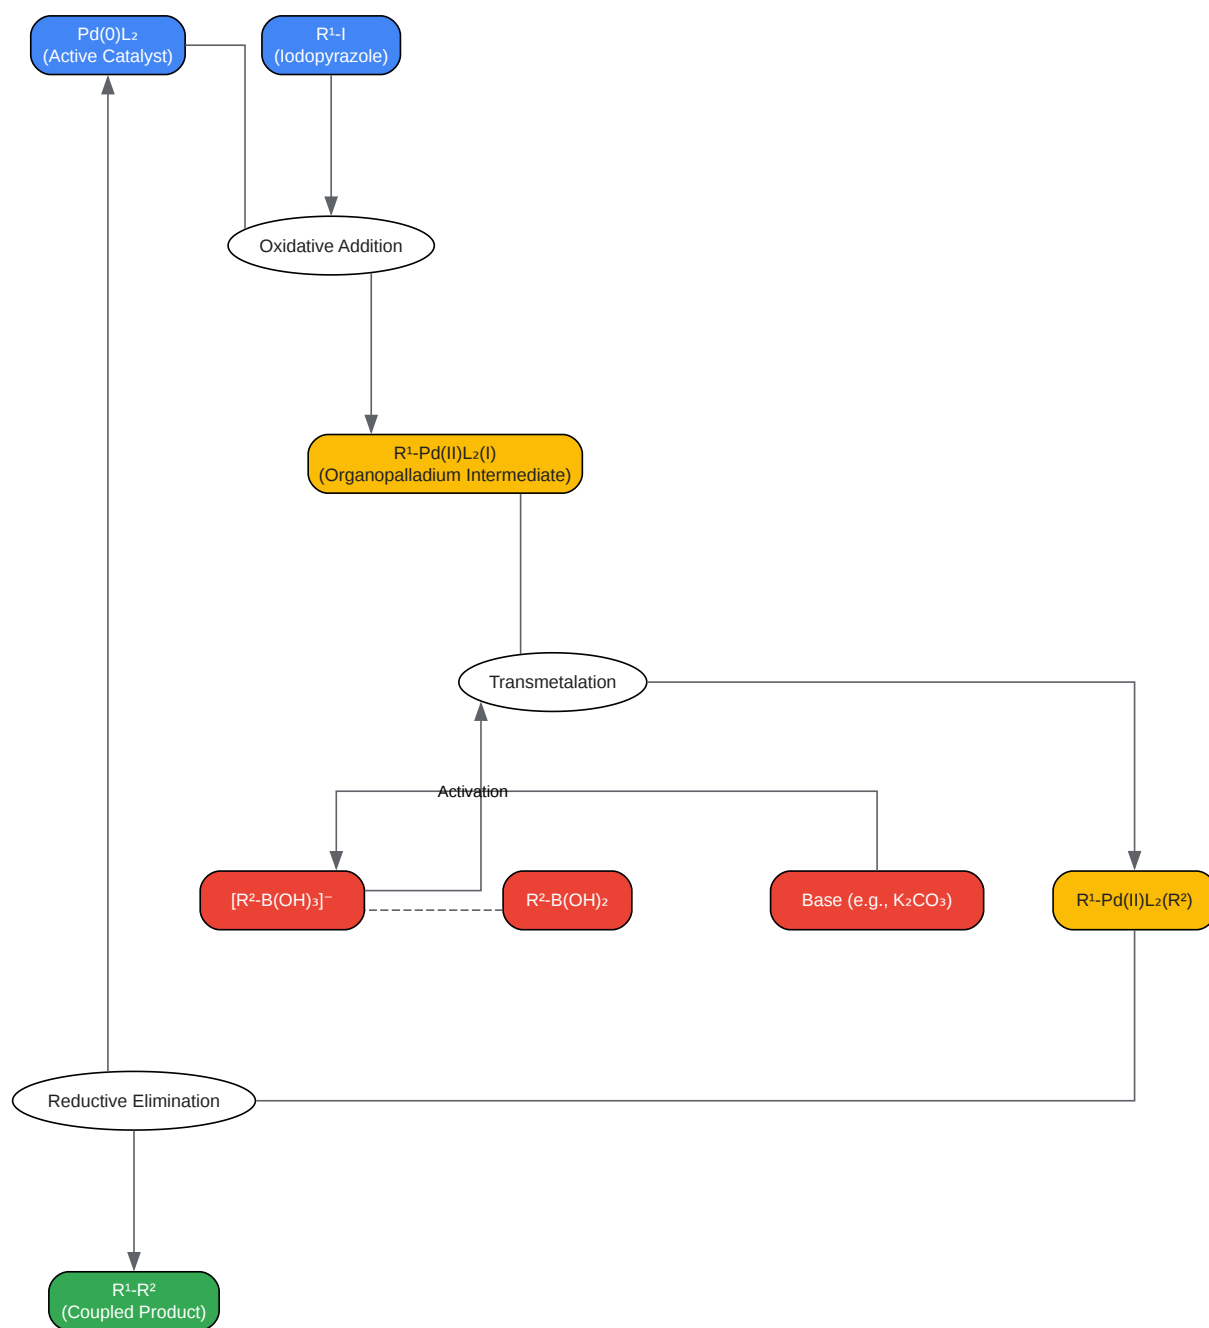 Pd(0)L₂
(Active Catalyst)
R¹-I
(Iodopyrazole)
Oxidative Addition
R¹-Pd(II)L₂(I)
(Organopalladium Intermediate)
Transmetalation
Activation
[R²-B(OH)₃]⁻
R²-B(OH)₂
Base (e.g., K₂CO₃)
R¹-Pd(II)L₂(R²)
Reductive Elimination
R¹-R²
(Coupled Product)